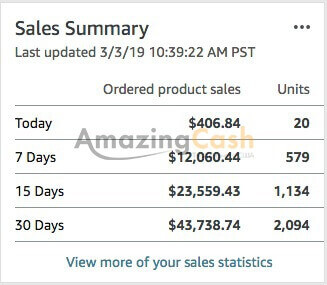 Sales Summary ...
Last updated 3/3/19 10:39:22 AM PST
Ordered product sales Units
Today $406.84 20
AmazingCash
7 Days $12,060.44 579
15 Days $23,559.43 1,134
30 Days $43,738.74 2,094
View more of your sales statistics